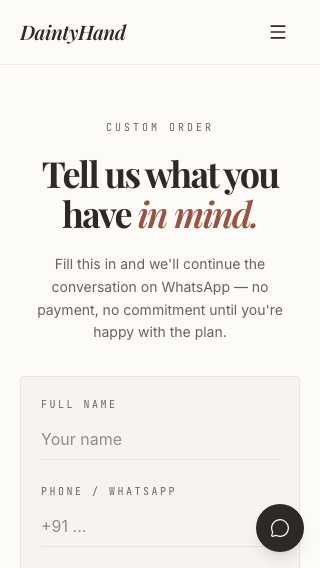 DaintyHand
CUSTOM ORDER
Tell us what you
have in mind.
Fill this in and we'll continue the
conversation on WhatsApp — no
payment, no commitment until you're
happy with the plan.
FULL NAME
Your name
PHONE / WHATSAPP
+91 ...